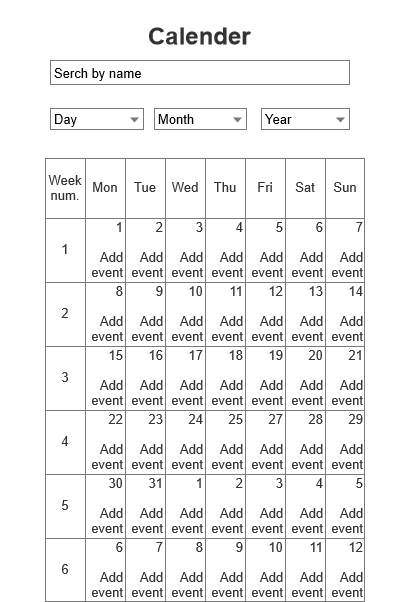 Calender
Serch by name
Day Month Year
Week num. Mon Tue Wed Thu Fri Sat Sun
1 2 3 4 5 6 7
1 Add event Add event Add event Add event Add event Add event Add event
8 9 10 11 12 13 14
2 Add event Add event Add event Add event Add event Add event Add event
15 16 17 18 19 20 21
3 Add event Add event Add event Add event Add event Add event Add event
22 23 24 25 27 28 29
4 Add event Add event Add event Add event Add event Add event Add event
30 31 1 2 3 4 5
5 Add event Add event Add event Add event Add event Add event Add event
6 7 8 9 10 11 12
6 Add event Add event Add event Add event Add event Add event Add event